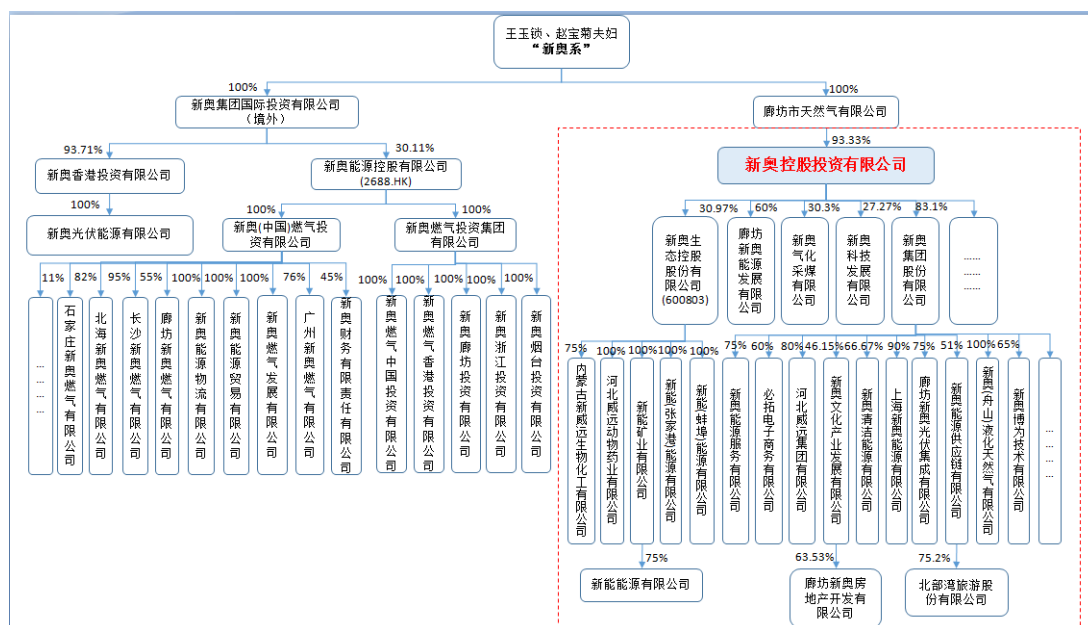 王玉锁、赵宝菊夫妇
“新奥系”
100%
100%
新奥集团国际投资有限公司
（境外）
廊坊市天然气有限公司
93.71%
30.11%
93.33%
新奥香港投资有限公司
新奥能源控股有限公司
(2688.HK)
新奥控股投资有限公司
100%
100%
100%
30.97%
60%
30.3%
27.27%
83.1%
新奥光伏能源有限公司
新奥(中国)燃气投
资有限公司
新奥燃气投资集团
有限公司
新奥生
态控股
股份有
限公司
(600803)
廊坊
新奥能
源发展
有限公
司
新奥
气化
采煤有
限公司
新奥
科技
发展有
限公司
新奥
集团
股份有
限公司
……
……
11%
82%
95%
55%
100%
100%
100%
76%
45%
100%
100%
100%
100%
100%
…
…
…
…
石家庄新奥燃气有限公司
北海新奥燃气有限公司
长沙新奥燃气有限公司
廊坊新奥燃气有限公司
新奥能源物流有限公司
新奥能源贸易有限公司
新奥燃气发展有限公司
广州新奥燃气有限公司
新奥财务有限责任公司
新奥燃气中国投资有限公司
新奥燃气香港投资有限公司
新奥廊坊投资有限公司
新奥浙江投资有限公司
新奥烟台投资有限公司
75%
100%
100%
100%
100%
75%
60%
80%
46.15%
66.67%
90%
75%
51%
100%
65%
内蒙古新威远生物化工有限公司
河北威远动物药业有限公司
新能矿业有限公司
新能(张家港)能源有限公司
新能(蚌埠)能源有限公司
新奥能源服务有限公司
必拓电子商务有限公司
河北威远集团有限公司
新奥文化产业发展有限公司
新奥清洁能源有限公司
上海新奥能源有限公司
廊坊新奥光伏集成有限公司
新奥能源供应链有限公司
新奥(舟山)液化天然气有限公司
新奥博为技术有限公司
…
…
…
75%
63.53%
75.2%
新能能源有限公司
廊坊新奥房
地产开发有
限公司
北部湾旅游股
份有限公司